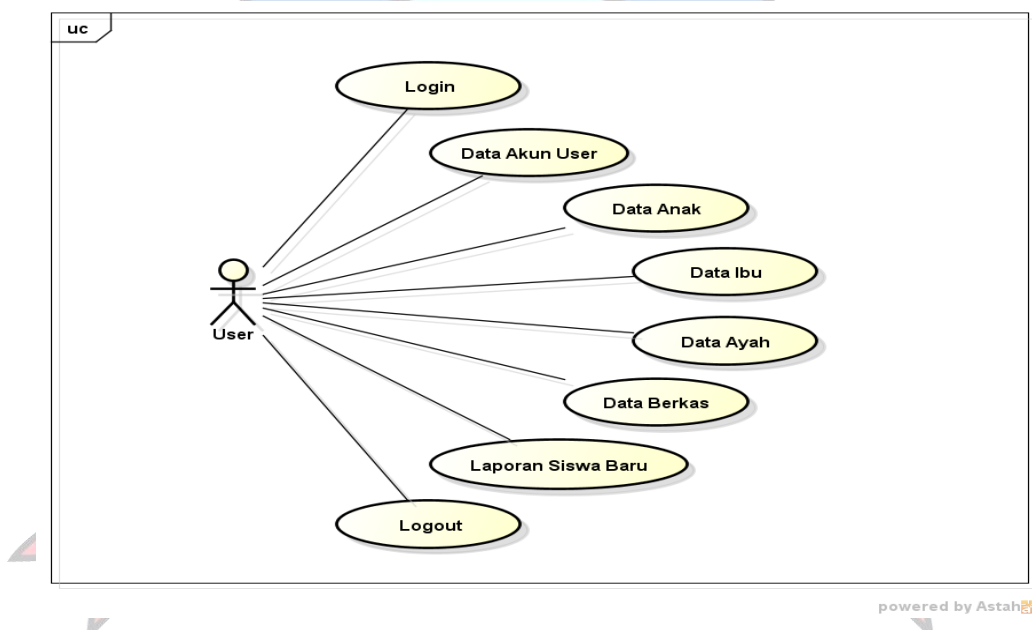 uc
Login
Data Akun User
Data Anak
Data Ibu
User
Data Ayah
Data Berkas
Laporan Siswa Baru
Logout
powered by Astah